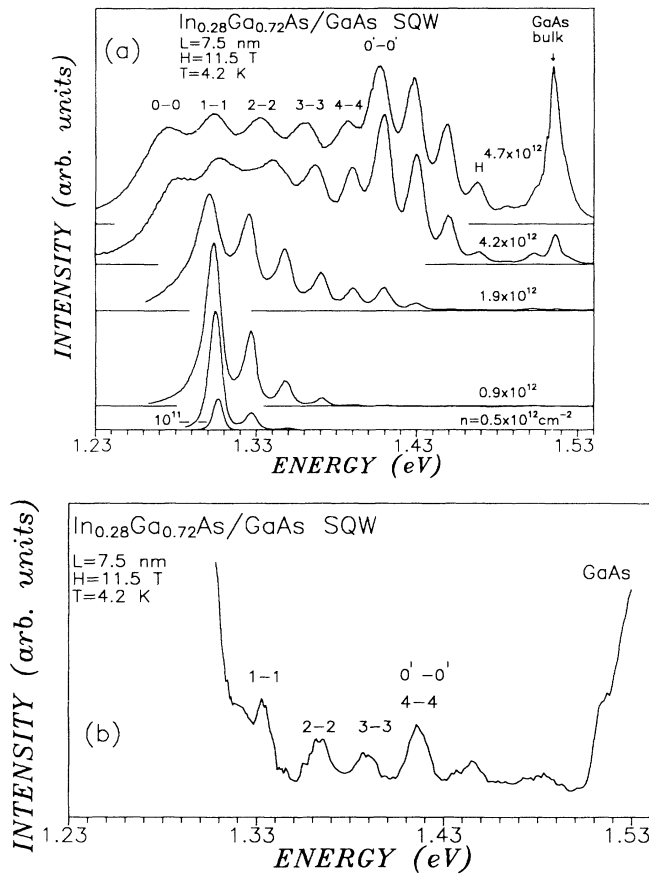 In0.28Ga0.72As/GaAs SQW
(a)
L=7.5 nm
H=11.5 T
T=4.2 K
0'-0'
GaAs
bulk
0-0 1-1 2-2 3-3 4-4
H
4.7x10^12
4.2x10^12
1.9x10^12
0.9x10^12
10^11
n=0.5x10^12cm^-2
INTENSITY (arb. units)
1.23 1.33 1.43 1.53
ENERGY (eV)
In0.28Ga0.72As/GaAs SQW
L=7.5 nm
H=11.5 T
T=4.2 K
GaAs
1-1
0' -0'
2-2 3-3 4-4
(b)
INTENSITY (arb. units)
1.23 1.33 1.43 1.53
ENERGY (eV)